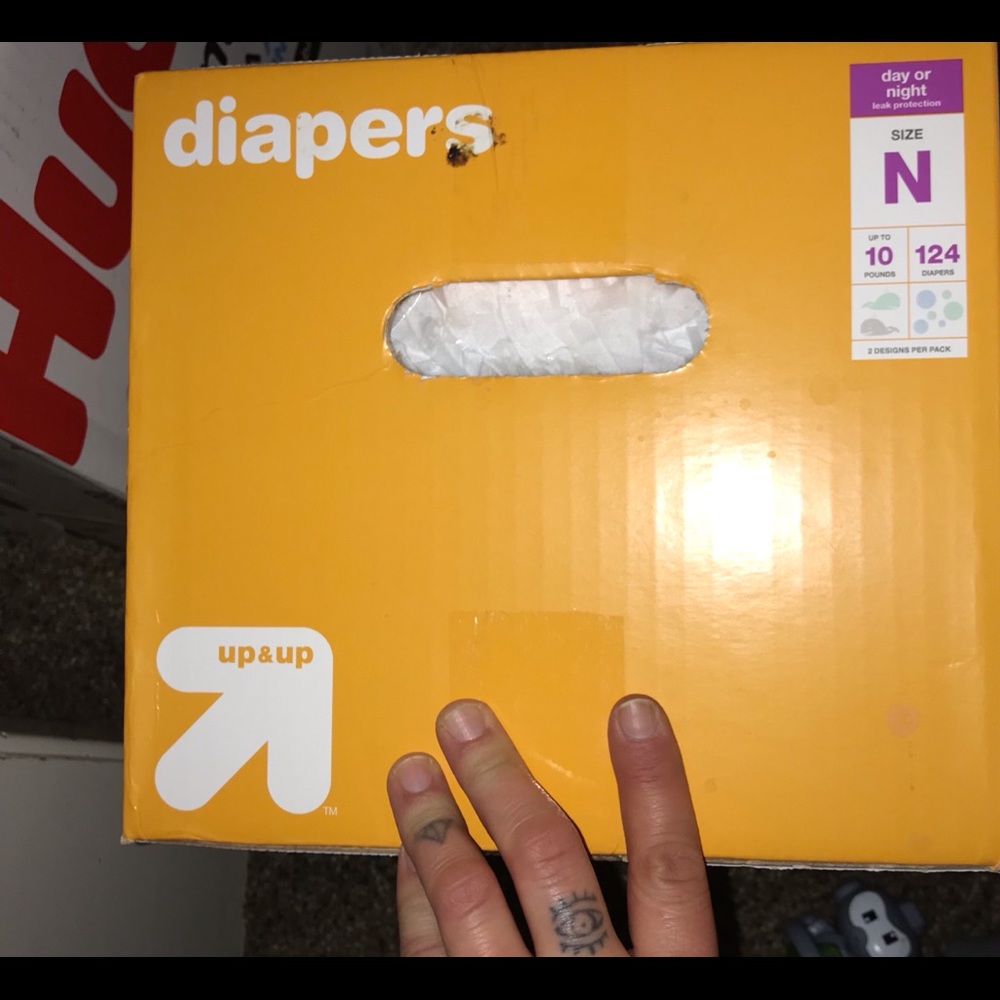 Hu
diapers
day or
night
leak protection
SIZE
N
UP TO
10
POUNDS
124
DIAPERS
2 DESIGNS PER PACK
up&up
TM